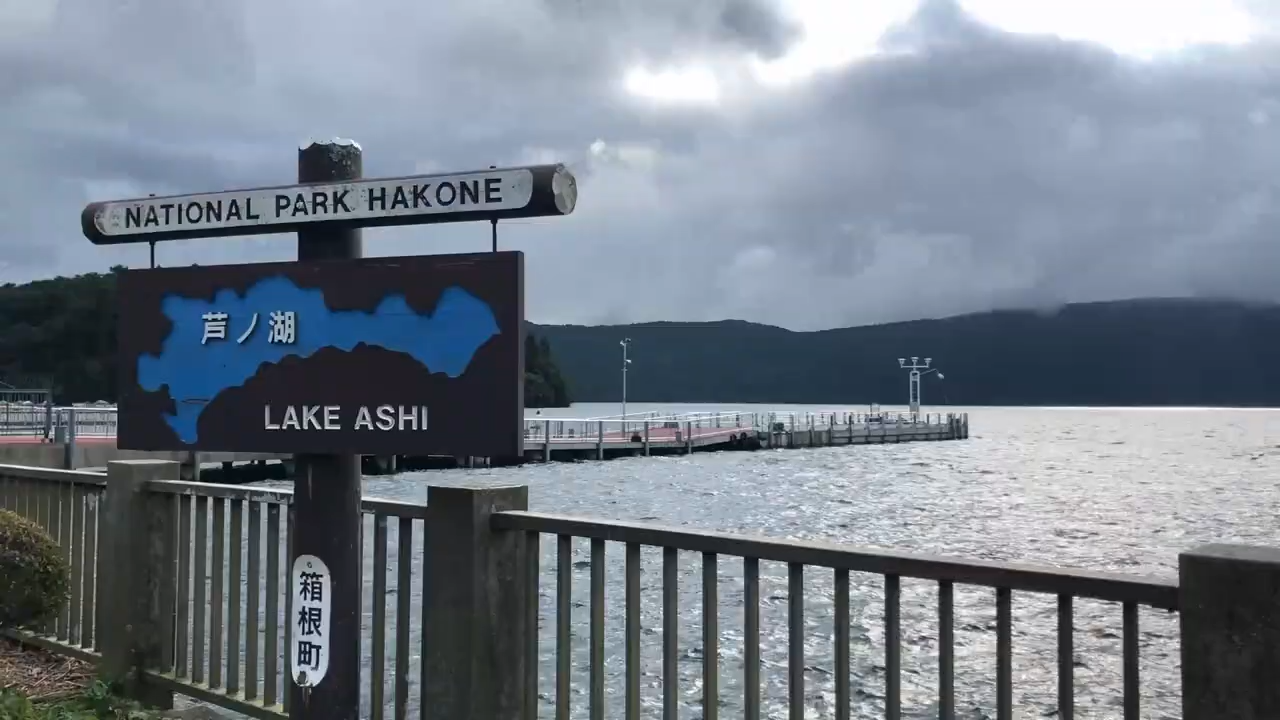 NATIONAL PARK HAKONE
芦ノ湖
LAKE ASHI
箱根町